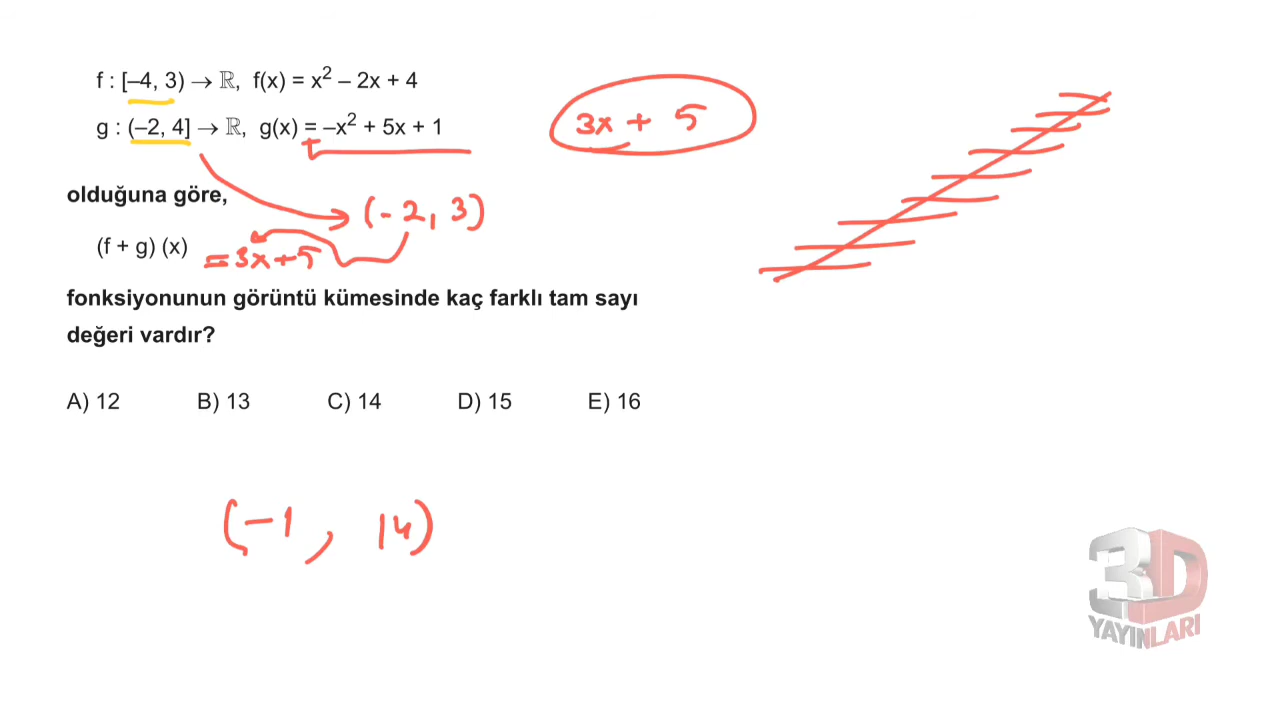 f : [–4, 3) → ℝ, f(x) = x² – 2x + 4
g : (–2, 4] → ℝ, g(x) = –x² + 5x + 1
3x + 5
olduğuna göre,
(-2, 3)
(f + g) (x) = 3x + 5
fonksiyonunun görüntü kümesinde kaç farklı tam sayı
değeri vardır?
A) 12 B) 13 C) 14 D) 15 E) 16
(-1, 14)
3D
YAYINLARI